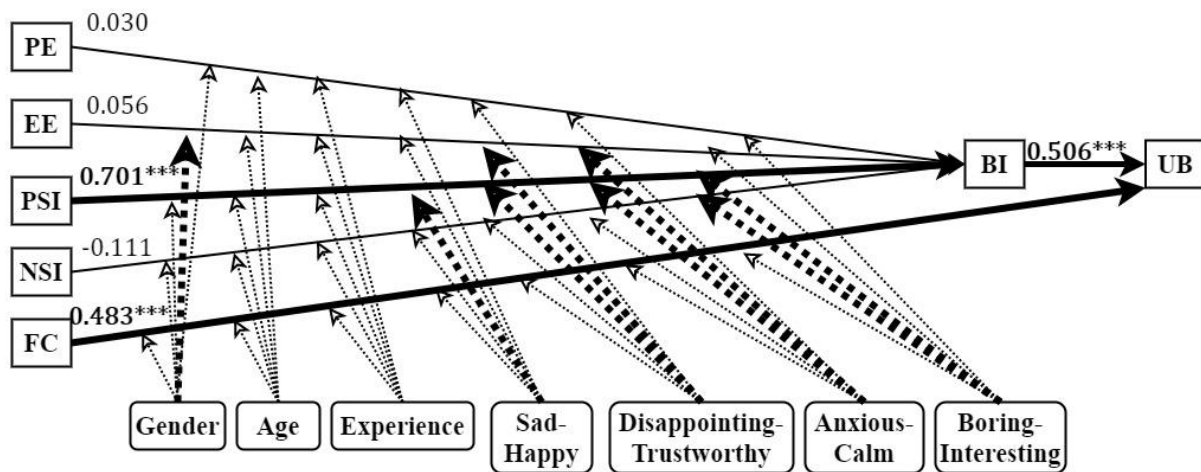 0.030
PE
0.056
EE
0.701***
PSI
BI
0.506***
UB
-0.111
NSI
0.483***
FC
Gender
Age
Experience
Sad-
Happy
Disappointing-
Trustworthy
Anxious-
Calm
Boring-
Interesting